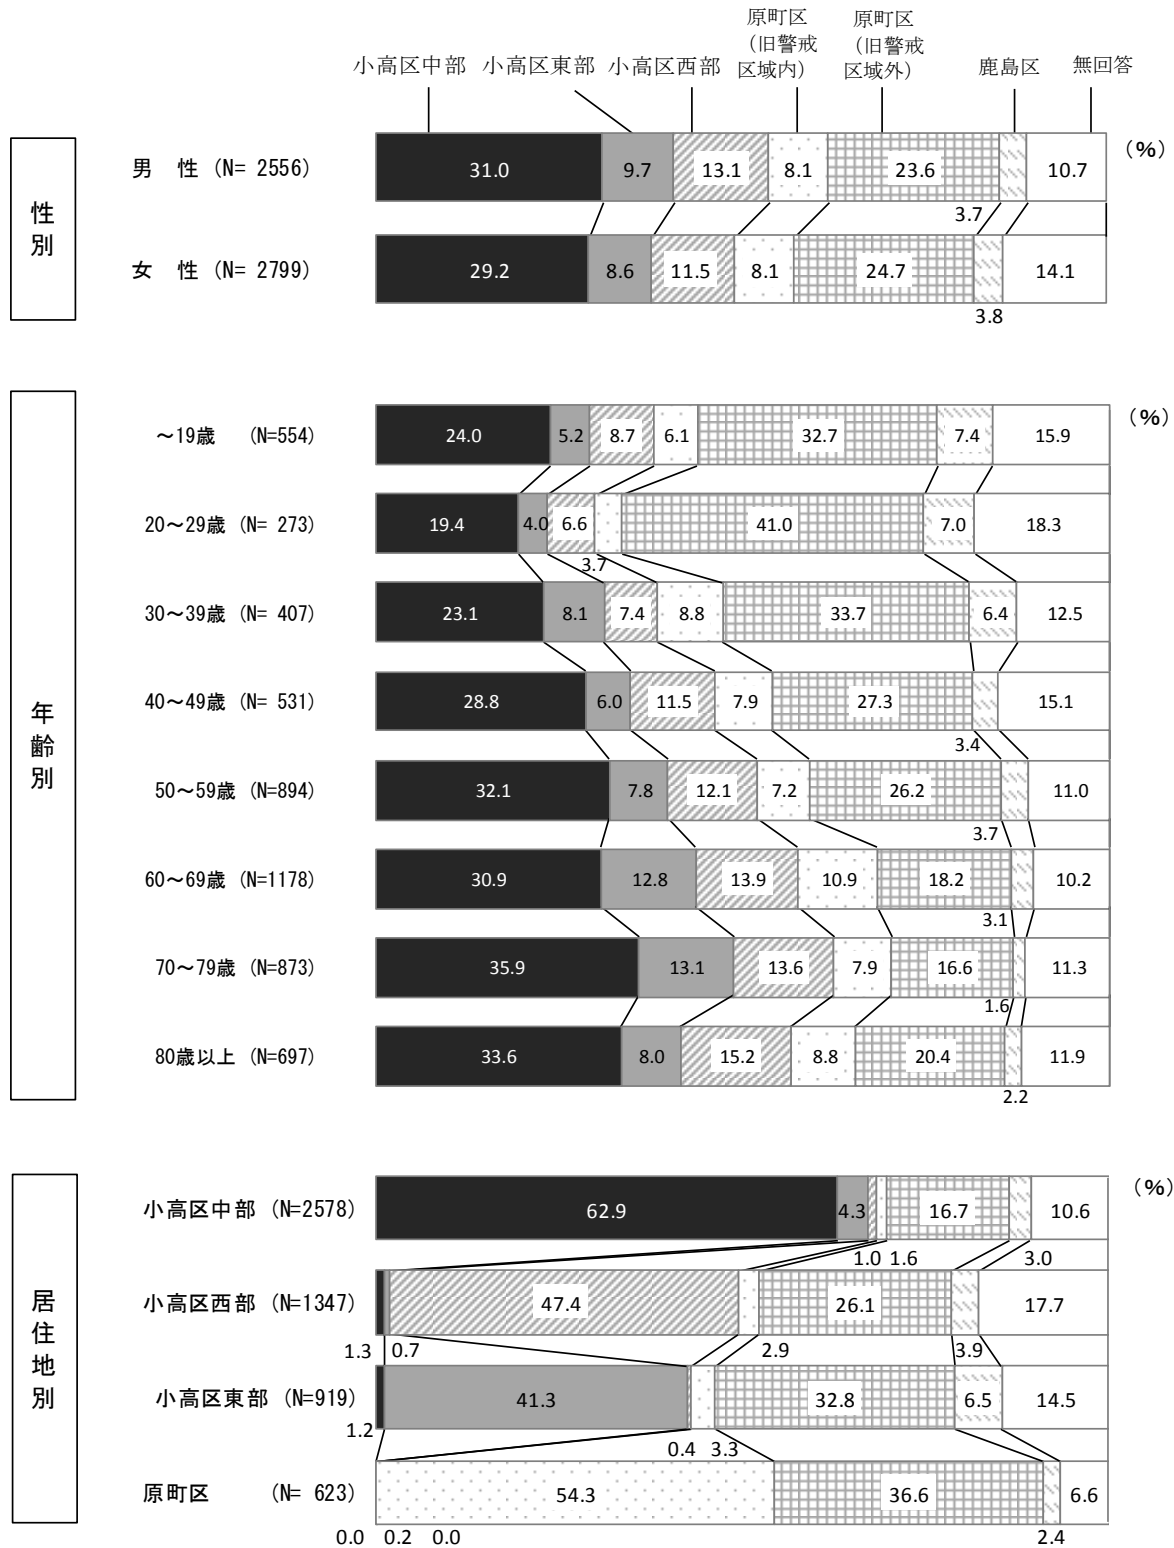 小高区中部 小高区東部 小高区西部 原町区（旧警戒区域内） 原町区（旧警戒区域外） 鹿島区 無回答
(%)
性別
男 性 (N= 2556) 31.0 9.7 13.1 8.1 23.6 3.7 10.7
女 性 (N= 2799) 29.2 8.6 11.5 8.1 24.7 3.8 14.1
(%)
年齢別
～19歳 (N=554) 24.0 5.2 8.7 6.1 32.7 7.4 15.9
20～29歳 (N= 273) 19.4 4.0 6.6 3.7 41.0 7.0 18.3
30～39歳 (N= 407) 23.1 8.1 7.4 8.8 33.7 6.4 12.5
40～49歳 (N= 531) 28.8 6.0 11.5 7.9 27.3 3.4 15.1
50～59歳 (N=894) 32.1 7.8 12.1 7.2 26.2 3.7 11.0
60～69歳 (N=1178) 30.9 12.8 13.9 10.9 18.2 3.1 10.2
70～79歳 (N=873) 35.9 13.1 13.6 7.9 16.6 1.6 11.3
80歳以上 (N=697) 33.6 8.0 15.2 8.8 20.4 2.2 11.9
(%)
居住地別
小高区中部 (N=2578) 62.9 4.3 1.0 1.6 16.7 3.0 10.6
小高区西部 (N=1347) 1.3 0.7 47.4 2.9 26.1 3.9 17.7
小高区東部 (N=919) 1.2 41.3 0.4 3.3 32.8 6.5 14.5
原町区 (N= 623) 0.0 0.2 0.0 54.3 36.6 2.4 6.6